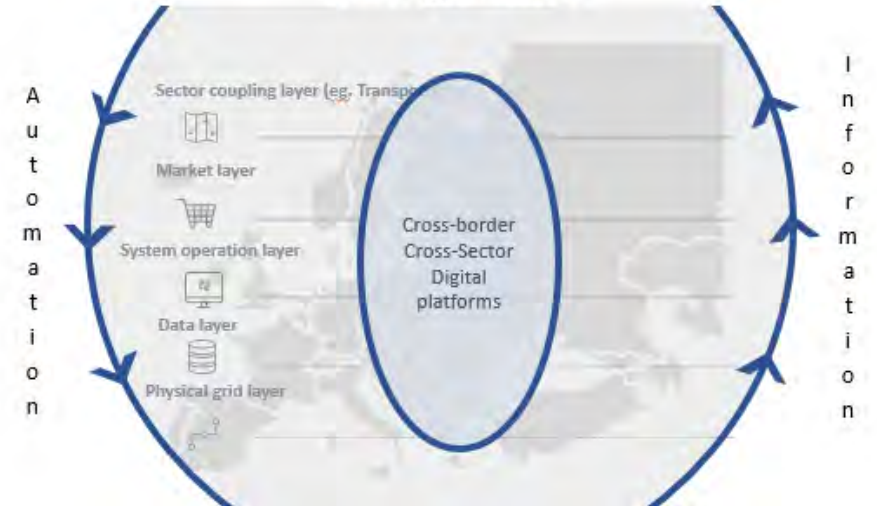 Automation
Sector coupling layer (eg. Transpo
Market layer
System operation layer
Data layer
Physical grid layer
Cross-border
Cross-Sector
Digital
platforms
Information